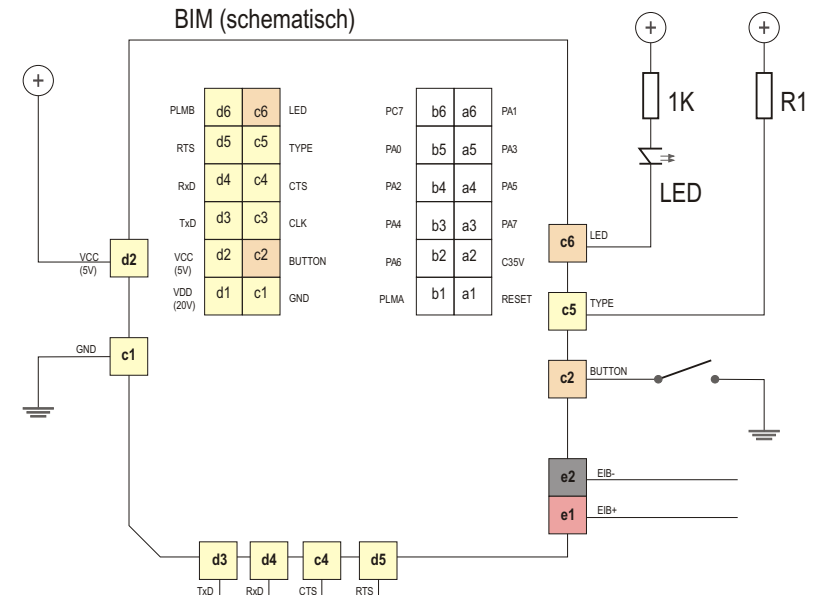 BIM (schematisch)
+
+
+
1K
R1
LED
PLMB d6 c6 LED
RTS d5 c5 TYPE
RxD d4 c4 CTS
TxD d3 c3 CLK
VCC (5V) d2 c2 BUTTON
VDD (20V) d1 c1 GND
PC7 b6 a6 PA1
PA0 b5 a5 PA3
PA2 b4 a4 PA5
PA4 b3 a3 PA7
PA6 b2 a2 C35V
PLMA b1 a1 RESET
VCC (5V) d2
GND c1
c6 LED
c5 TYPE
c2 BUTTON
e2 EIB-
e1 EIB+
d3 d4 c4 d5
TxD RxD CTS RTS